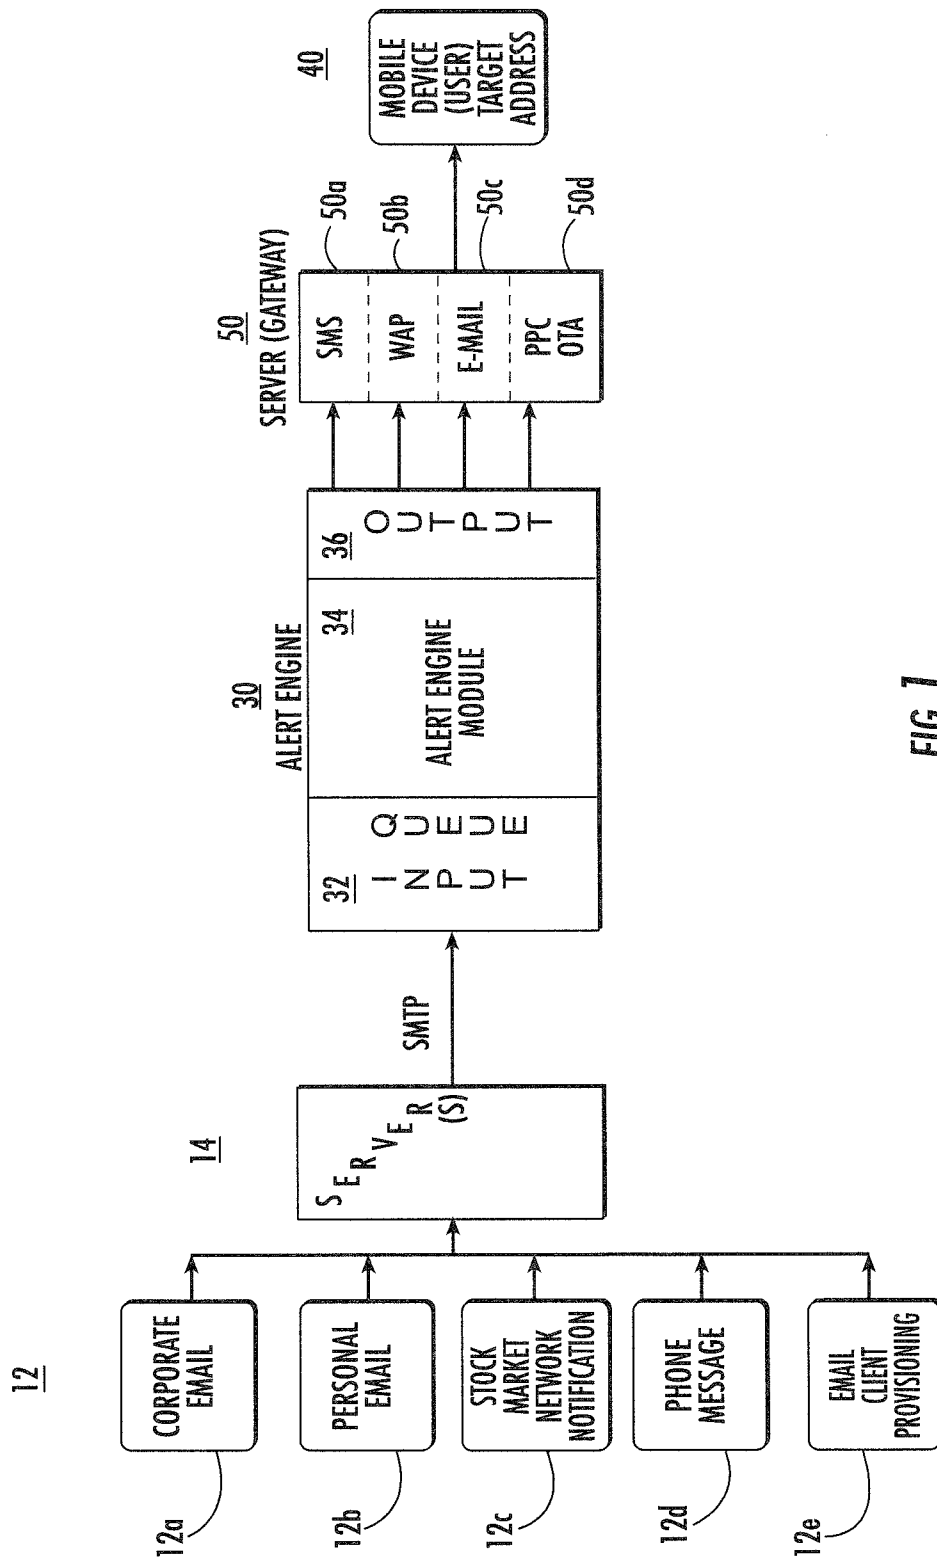 12
12a
CORPORATE
EMAIL
12b
PERSONAL
EMAIL
12c
STOCK
MARKET
NETWORK
NOTIFICATION
12d
PHONE
MESSAGE
12e
EMAIL
CLIENT
PROVISIONING
14
SERVER
(S)
SMTP
30
ALERT ENGINE
32
INPUT
QUEUE
34
ALERT ENGINE
MODULE
36
OUTPUT
50
SERVER (GATEWAY)
SMS
50a
WAP
50b
E-MAIL
50c
PPC
OTA
50d
40
MOBILE
DEVICE
(USER)
TARGET
ADDRESS
FIG. 1